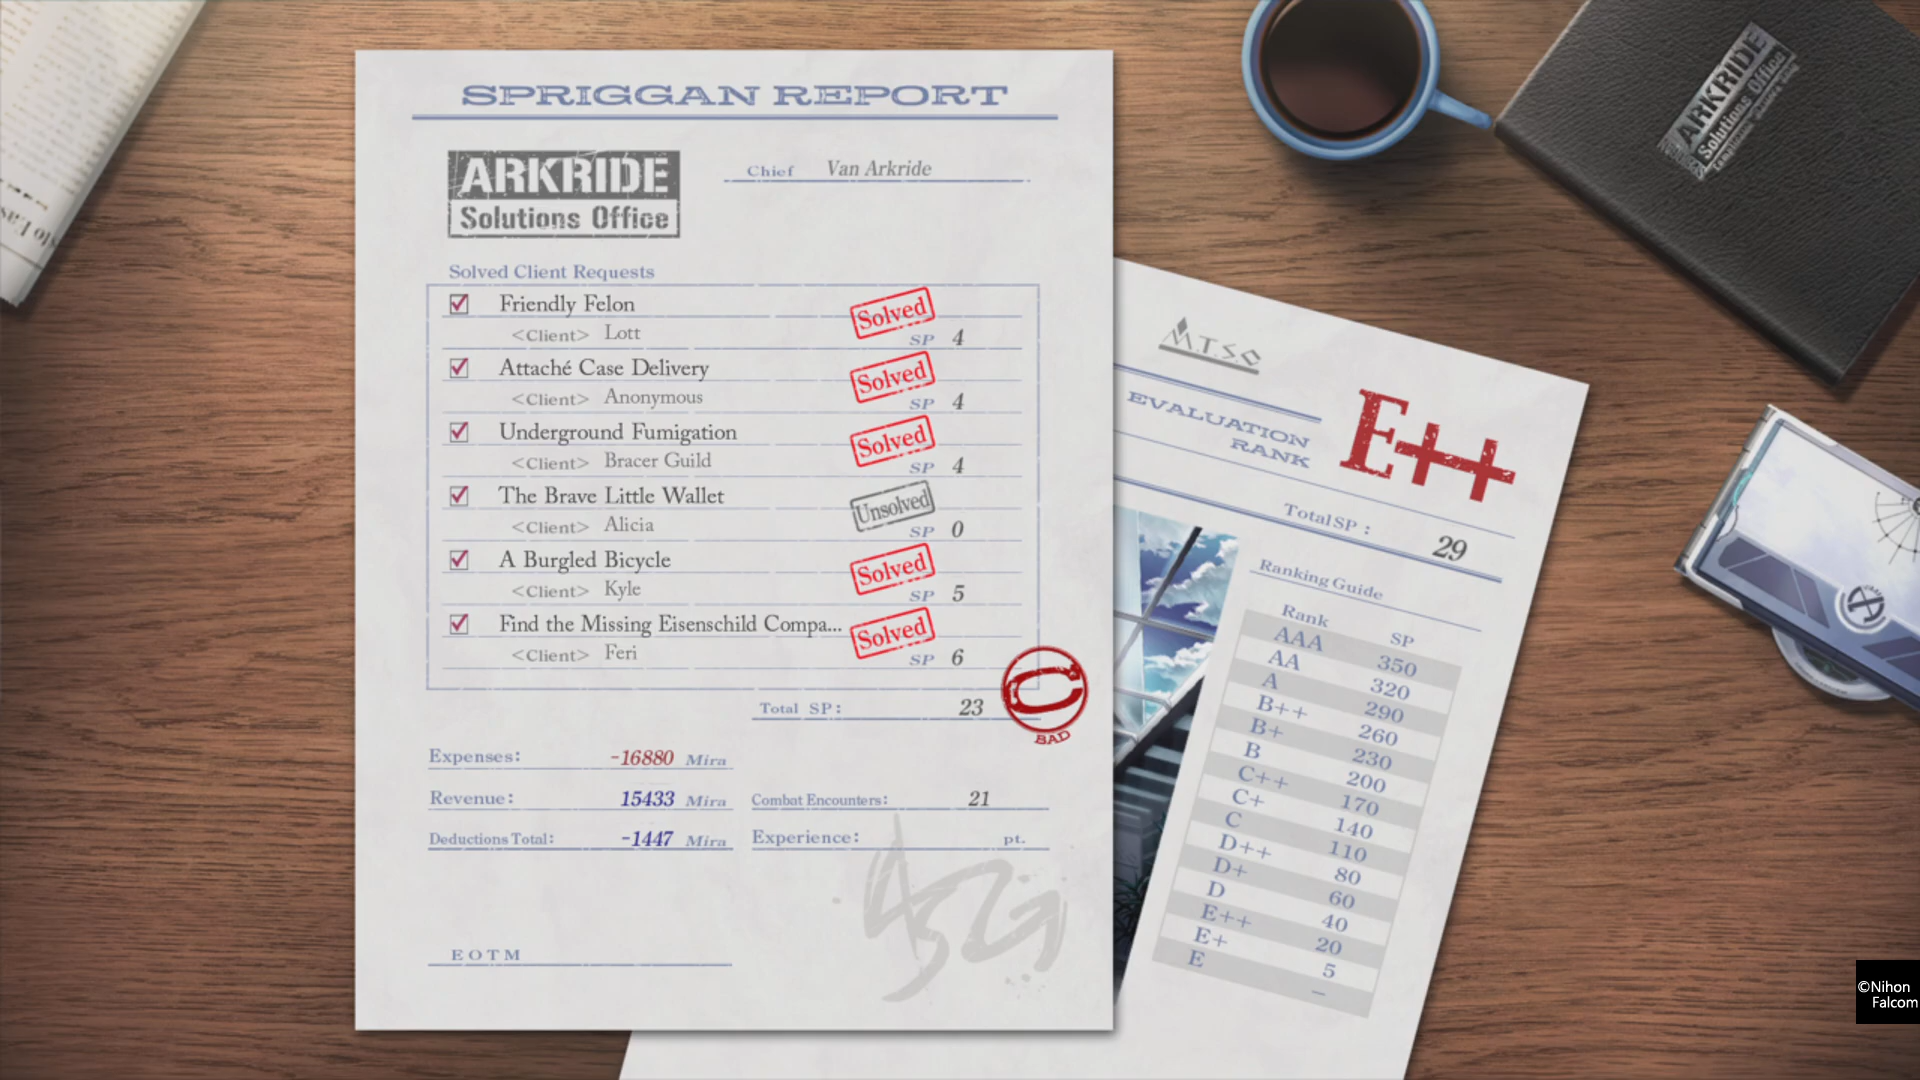 SPRIGGAN REPORT
ARKRIDE
Solutions Office
Chief Van Arkride
Solved Client Requests
Friendly Felon
Solved
<Client> Lott
SP 4
Attaché Case Delivery
Solved
<Client> Anonymous
SP 4
Underground Fumigation
Solved
<Client> Bracer Guild
SP 4
The Brave Little Wallet
Unsolved
<Client> Alicia
SP 0
A Burgled Bicycle
Solved
<Client> Kyle
SP 5
Find the Missing Eisenschild Compa...
Solved
<Client> Feri
SP 6
Total SP: 23
C
BAD
Expenses: -16880 Mira
Revenue: 15433 Mira
Deductions Total: -1447 Mira
Combat Encounters: 21
Experience: pt.
EOTM
M.T.S.O
EVALUATION
RANK
E++
Total SP : 29
Ranking Guide
Rank SP
AAA 350
AA 320
A 290
B++ 260
B+ 230
B 200
C++ 170
C+ 140
C 110
D++ 80
D+ 60
D 40
E++ 20
E+ 5
E –
ARKRIDE
Solutions Office
©Nihon
Falcom